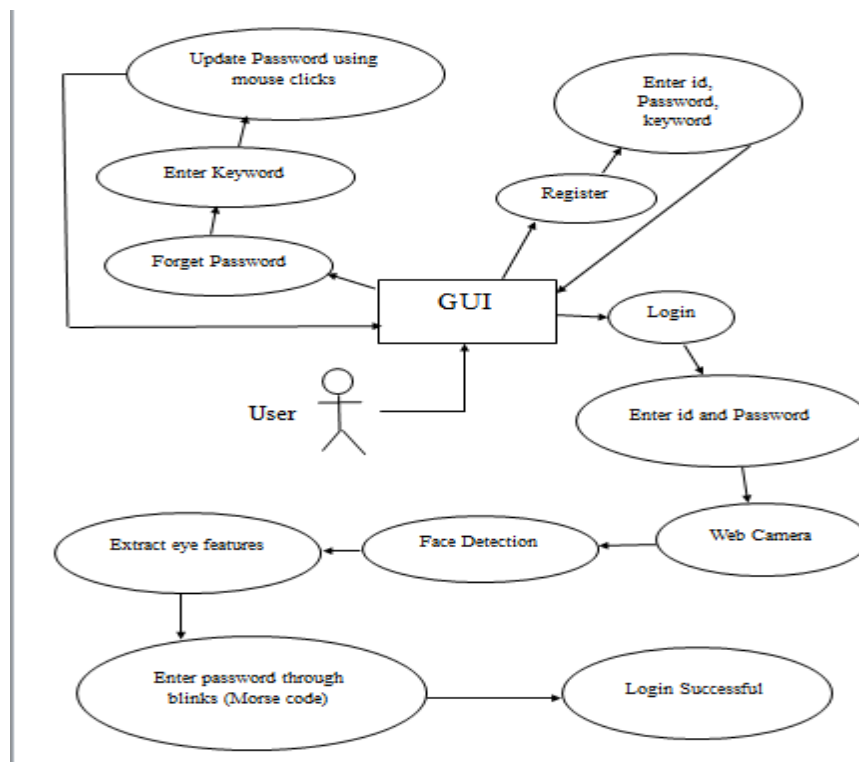 Update Password using
mouse clicks
Enter id,
Password,
keyword
Enter Keyword
Register
Forget Password
GUI
Login
User
Enter id and Password
Web Camera
Face Detection
Extract eye features
Enter password through
blinks (Morse code)
Login Successful